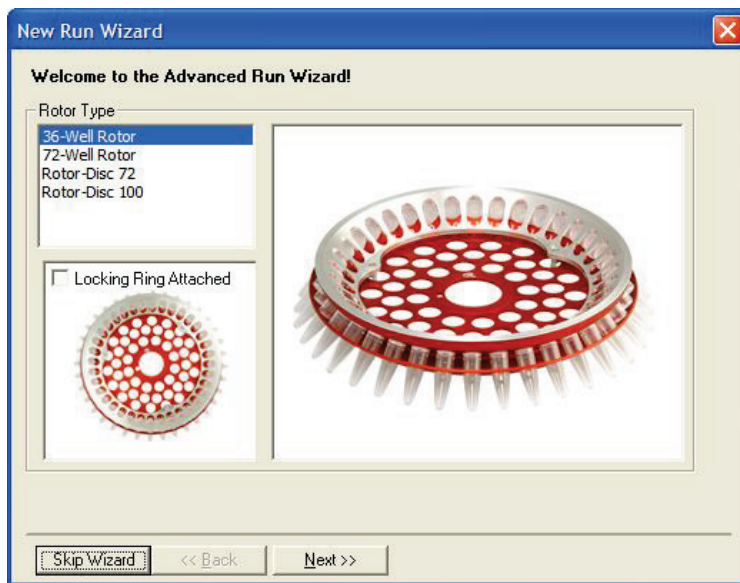 New Run Wizard
Welcome to the Advanced Run Wizard!
Rotor Type
36-Well Rotor
72-Well Rotor
Rotor-Disc 72
Rotor-Disc 100
Locking Ring Attached
Skip Wizard
<< Back
Next >>